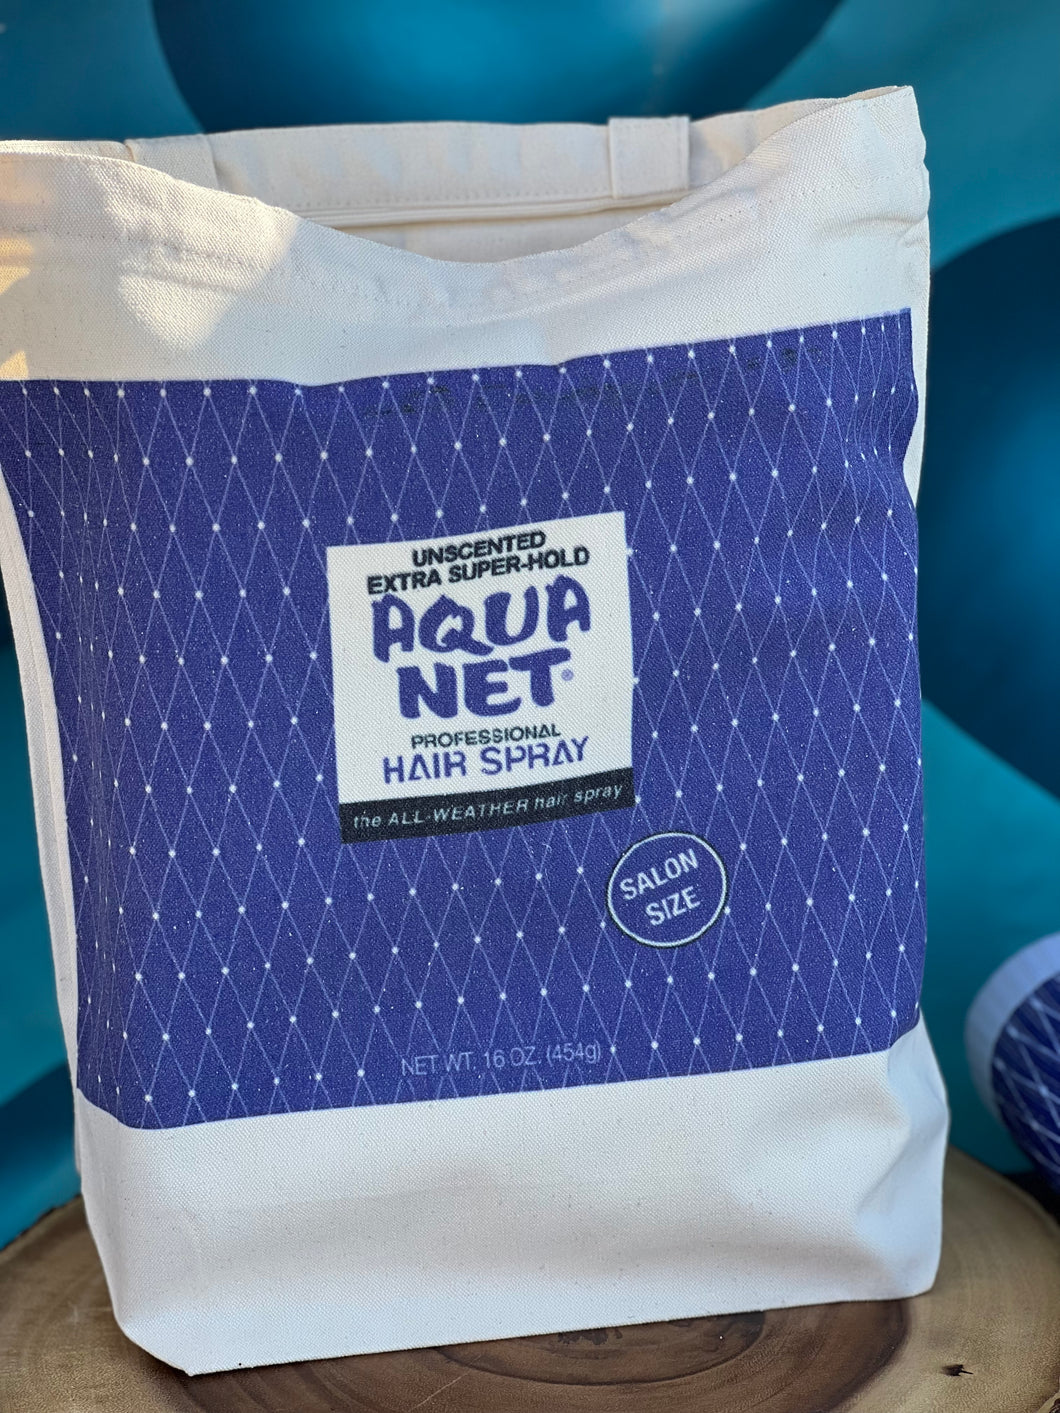 UNSCENTED
EXTRA SUPER-HOLD
AQUA
NET®
PROFESSIONAL
HAIR SPRAY
the ALL-WEATHER hair spray
SALON
SIZE
NET WT. 16 OZ. (454g)